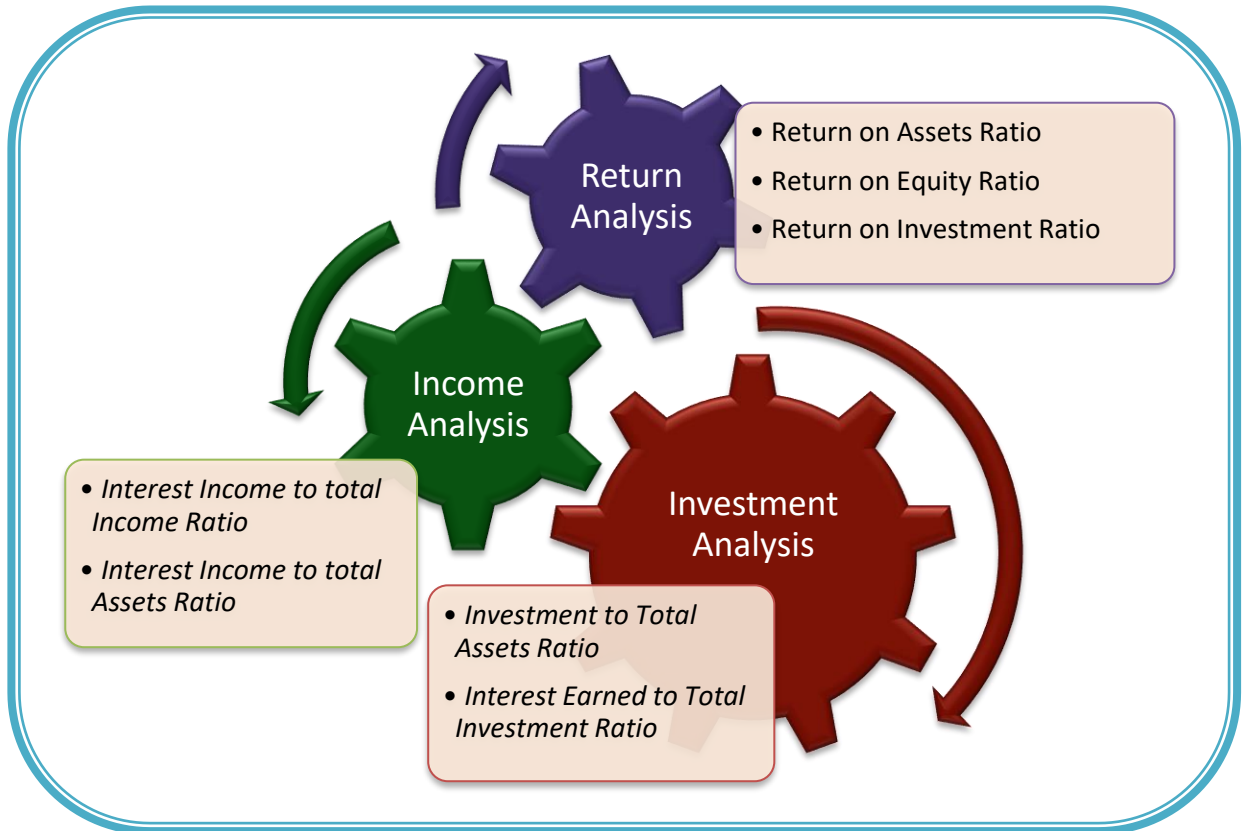 Return
Analysis
• Return on Assets Ratio
• Return on Equity Ratio
• Return on Investment Ratio
Income
Analysis
• Interest Income to total
Income Ratio
• Interest Income to total
Assets Ratio
Investment
Analysis
• Investment to Total
Assets Ratio
• Interest Earned to Total
Investment Ratio